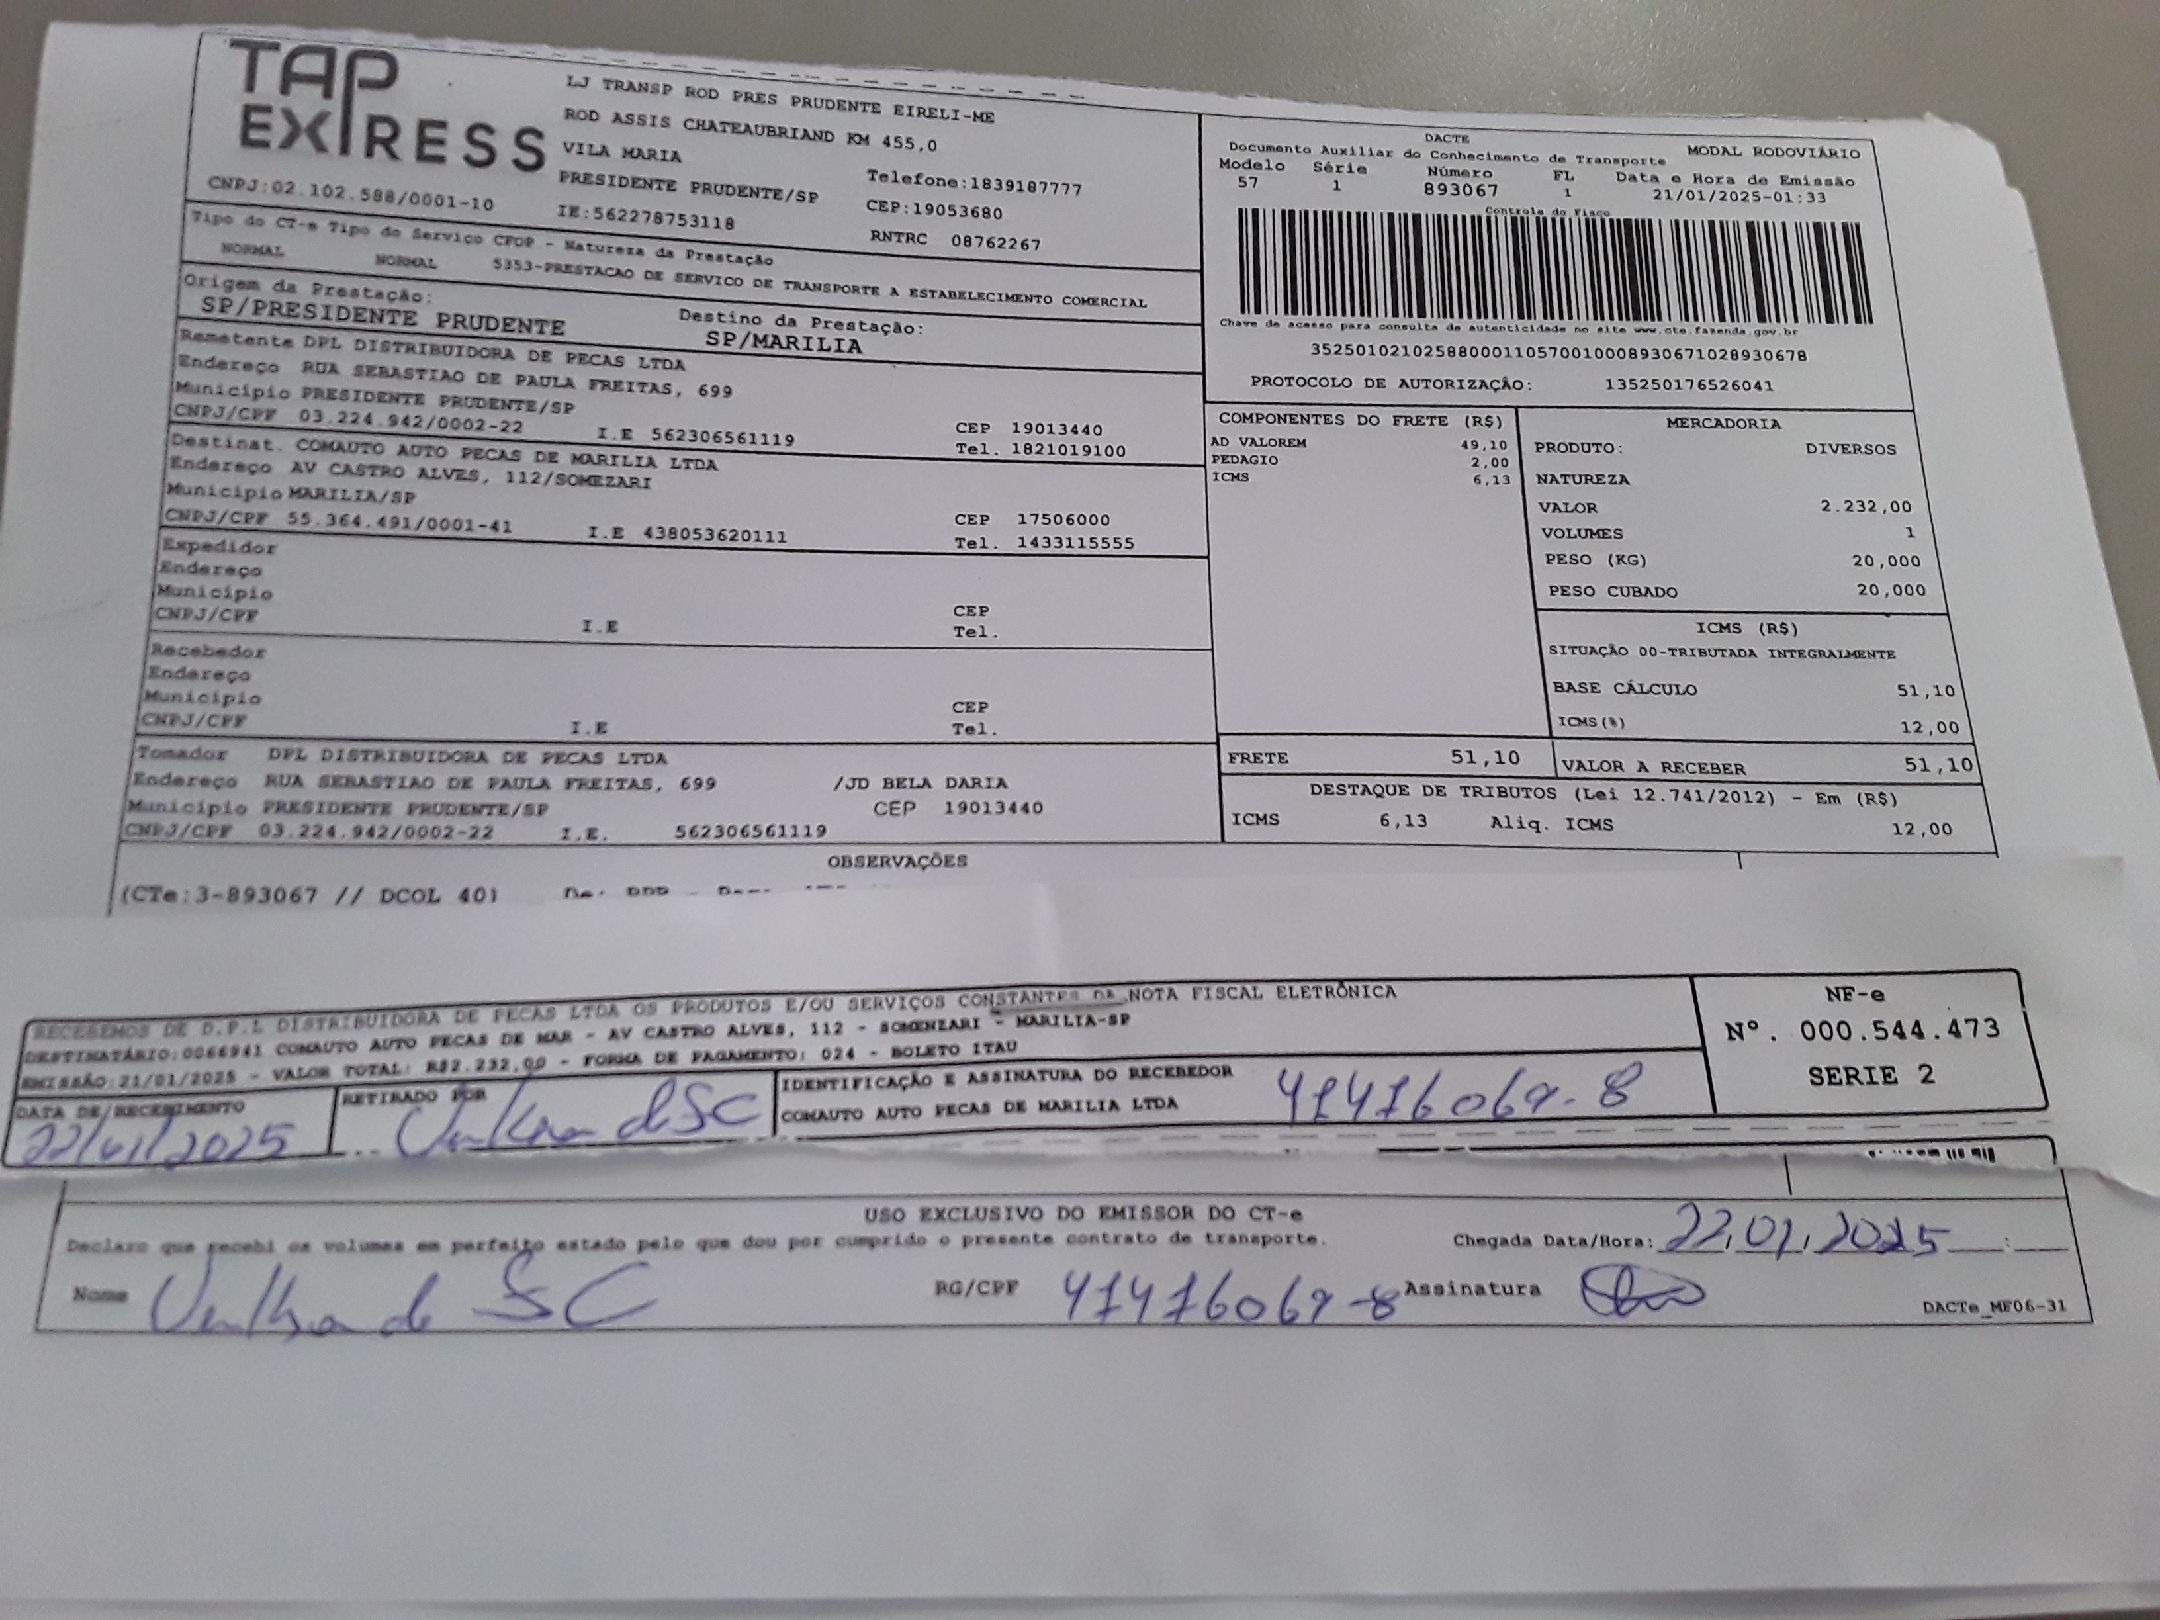 TAP
EXPRESS
LJ TRANSP ROD PRES PRUDENTE EIRELI-ME
ROD ASSIS CHATEAUBRIAND KM 455,0
VILA MARIA
PRESIDENTE PRUDENTE/SP Telefone:1839187777
CNPJ:02.102.588/0001-10 IE:562278753118 CEP:19053680
RNTRC 08762267
Tipo do CT-e Tipo do Serviço CFOP - Natureza da Prestação
NORMAL NORMAL 5353-PRESTACAO DE SERVICO DE TRANSPORTE A ESTABELECIMENTO COMERCIAL
Origem da Prestação: Destino da Prestação:
SP/PRESIDENTE PRUDENTE SP/MARILIA
Remetente DPL DISTRIBUIDORA DE PECAS LTDA
Endereço RUA SEBASTIAO DE PAULA FREITAS, 699
Município PRESIDENTE PRUDENTE/SP CEP 19013440
CNPJ/CPF 03.224.942/0002-22 I.E 562306561119 Tel. 1821019100
Destinat. COMAUTO AUTO PECAS DE MARILIA LTDA
Endereço AV CASTRO ALVES, 112/SOMEZARI
Município MARILIA/SP CEP 17506000
CNPJ/CPF 55.364.491/0001-41 I.E 438053620111 Tel. 1433115555
Expedidor
Endereço
Município CEP
CNPJ/CPF I.E Tel.
Recebedor
Endereço
Município CEP
CNPJ/CPF I.E Tel.
Tomador DPL DISTRIBUIDORA DE PECAS LTDA
Endereço RUA SEBASTIAO DE PAULA FREITAS, 699 /JD BELA DARIA
Município PRESIDENTE PRUDENTE/SP CEP 19013440
CNPJ/CPF 03.224.942/0002-22 I.E. 562306561119
DACTE MODAL RODOVIÁRIO
Documento Auxiliar do Conhecimento de Transporte
Modelo Série Número FL Data e Hora de Emissão
57 1 893067 1 21/01/2025-01:33
Controle do Fisco
Chave de acesso para consulta de autenticidade no site www.cte.fazenda.gov.br
35250102102588000110570010008930671028930678
PROTOCOLO DE AUTORIZAÇÃO: 135250176526041
COMPONENTES DO FRETE (R$)
AD VALOREM 49,10
PEDAGIO 2,00
ICMS 6,13
MERCADORIA
PRODUTO: DIVERSOS
NATUREZA
VALOR 2.232,00
VOLUMES 1
PESO (KG) 20,000
PESO CUBADO 20,000
ICMS (R$)
SITUAÇÃO 00-TRIBUTADA INTEGRALMENTE
BASE CÁLCULO 51,10
ICMS(%) 12,00
FRETE 51,10 VALOR A RECEBER 51,10
DESTAQUE DE TRIBUTOS (Lei 12.741/2012) - Em (R$)
ICMS 6,13 Aliq. ICMS 12,00
OBSERVAÇÕES
(CTe:3-893067 // DCOL 40)
RECEBEMOS DE D.P.L DISTRIBUIDORA DE PECAS LTDA OS PRODUTOS E/OU SERVIÇOS CONSTANTES DA NOTA FISCAL ELETRÔNICA
DESTINATÁRIO:0066941 COMAUTO AUTO PECAS DE MAR - AV CASTRO ALVES, 112 - SOMENZARI - MARILIA-SP
EMISSÃO:21/01/2025 - VALOR TOTAL: R$2.232,00 - FORMA DE PAGAMENTO: 024 - BOLETO ITAU
NF-e
Nº. 000.544.473
SERIE 2
DATA DE RECEBIMENTO
22/01/2025
RETIRADO POR
IDENTIFICAÇÃO E ASSINATURA DO RECEBEDOR
COMAUTO AUTO PECAS DE MARILIA LTDA 41416069-8
USO EXCLUSIVO DO EMISSOR DO CT-e
Declaro que recebi os volumes em perfeito estado pelo que dou por cumprido o presente contrato de transporte. Chegada Data/Hora: 22,01,2025 :
Nome RG/CPF 41416069-8 Assinatura
DACTe_MF06-31